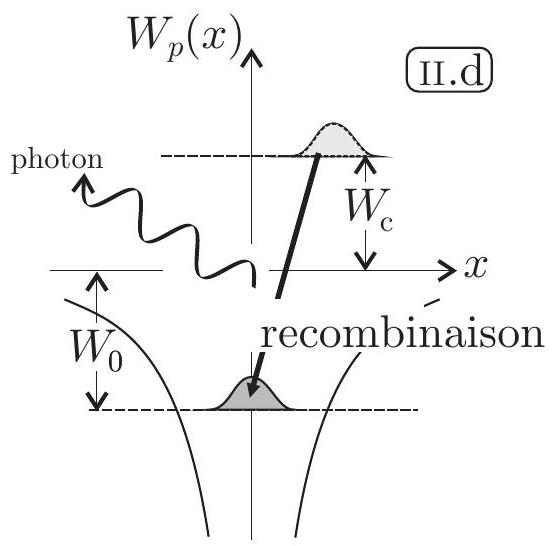 W_p(x)
II.d
photon
W_c
x
recombinaison
W_0